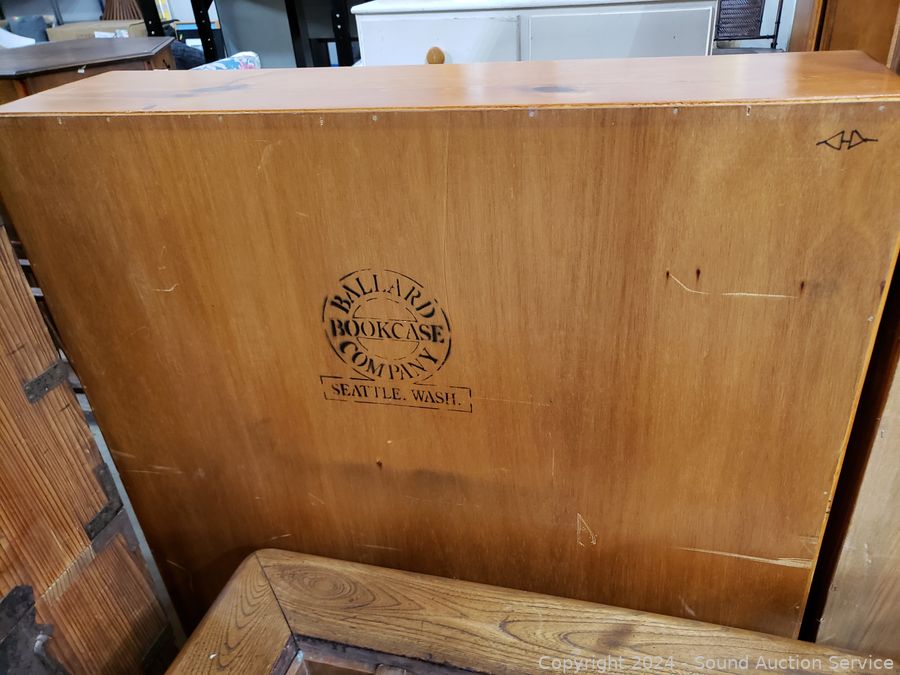 BALLARD
BOOKCASE
COMPANY
SEATTLE. WASH.
Copyright 2024 - Sound Auction Service